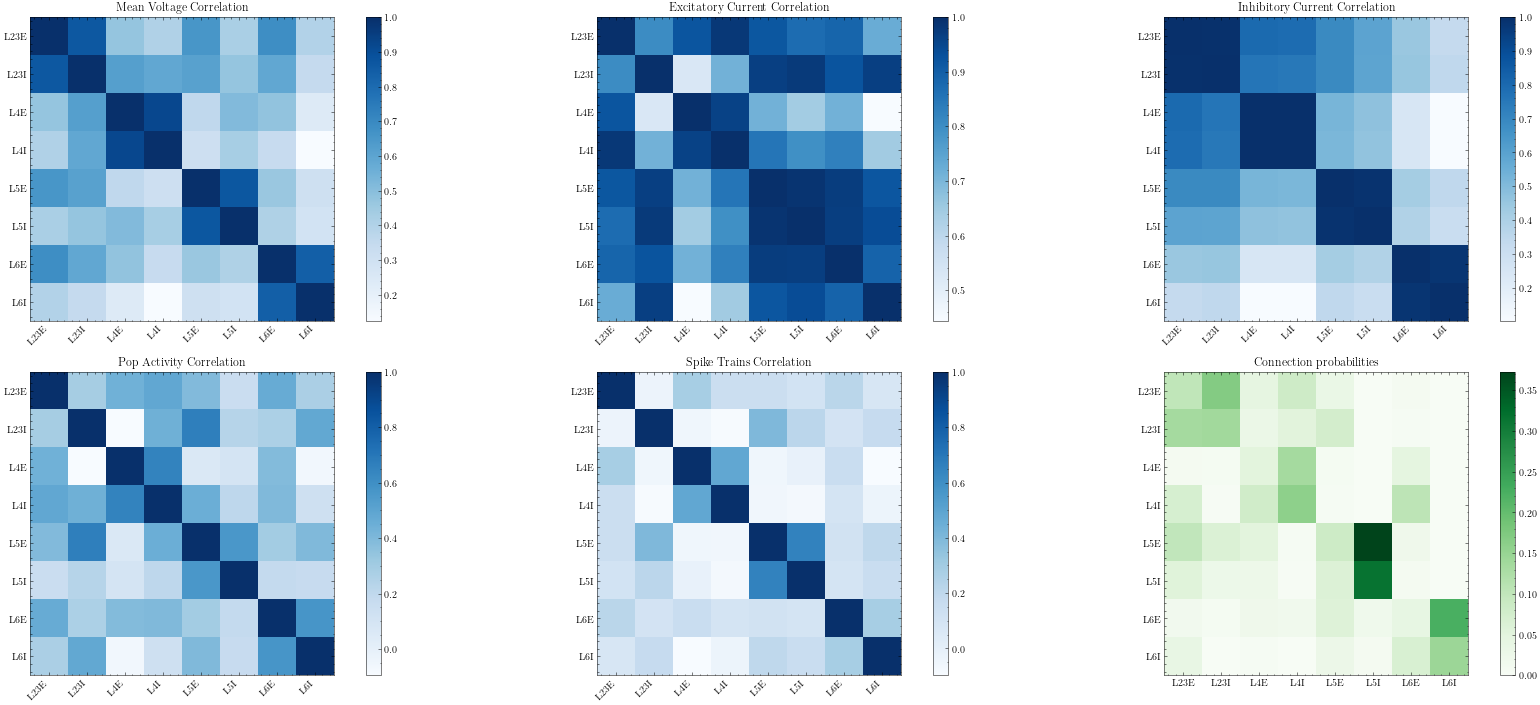 Mean Voltage Correlation
L23E
L23I
L4E
L4I
L5E
L5I
L6E
L6I
L23E L23I L4E L4I L5E L5I L6E L6I
1.0
0.9
0.8
0.7
0.6
0.5
0.4
0.3
0.2
Excitatory Current Correlation
L23E
L23I
L4E
L4I
L5E
L5I
L6E
L6I
L23E L23I L4E L4I L5E L5I L6E L6I
1.0
0.9
0.8
0.7
0.6
0.5
Inhibitory Current Correlation
L23E
L23I
L4E
L4I
L5E
L5I
L6E
L6I
L23E L23I L4E L4I L5E L5I L6E L6I
1.0
0.9
0.8
0.7
0.6
0.5
0.4
0.3
0.2
Pop Activity Correlation
L23E
L23I
L4E
L4I
L5E
L5I
L6E
L6I
L23E L23I L4E L4I L5E L5I L6E L6I
1.0
0.8
0.6
0.4
0.2
0.0
Spike Trains Correlation
L23E
L23I
L4E
L4I
L5E
L5I
L6E
L6I
L23E L23I L4E L4I L5E L5I L6E L6I
1.0
0.8
0.6
0.4
0.2
0.0
Connection probabilities
L23E
L23I
L4E
L4I
L5E
L5I
L6E
L6I
L23E L23I L4E L4I L5E L5I L6E L6I
0.35
0.30
0.25
0.20
0.15
0.10
0.05
0.00